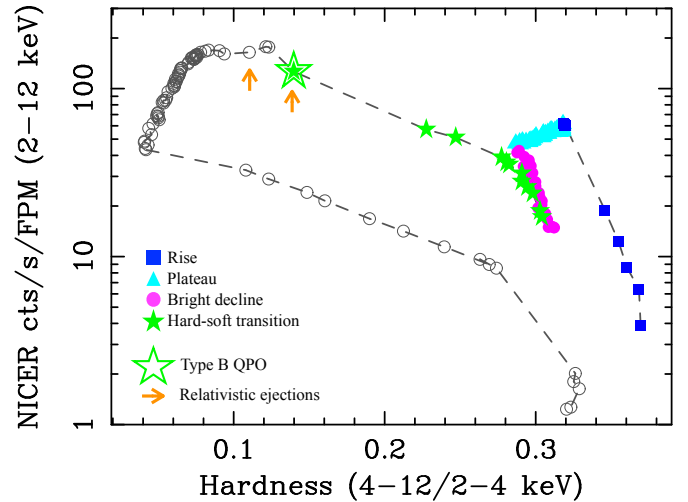 NICER cts/s/FPM (2−12 keV)
100
10
1
Rise
Plateau
Bright decline
Hard-soft transition
Type B QPO
Relativistic ejections
0.1
0.2
0.3
Hardness (4−12/2−4 keV)